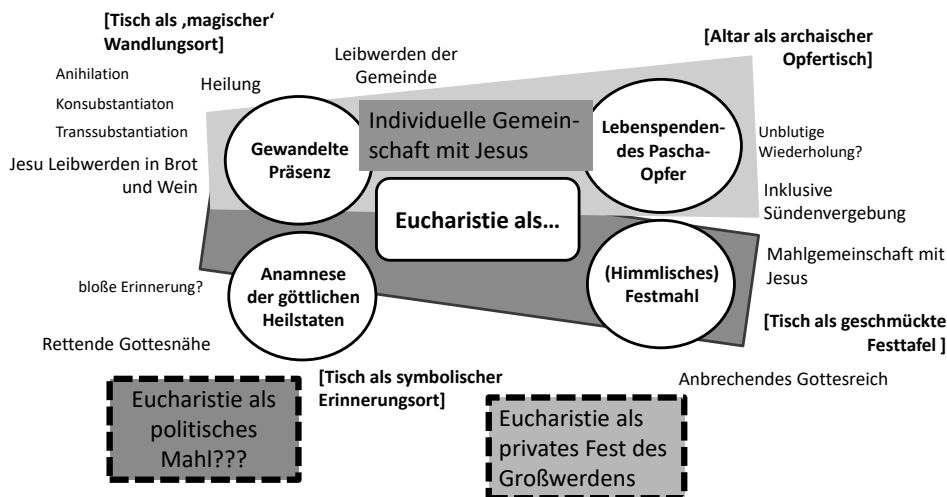 [Tisch als ‚magischer‘
Wandlungsort]
Leibwerden der
Gemeinde
[Altar als archaischer
Opfertisch]
Anihilation
Heilung
Konsubstantiaton
Transsubstantiation
Jesu Leibwerden in Brot
und Wein
Gewandelte
Präsenz
Individuelle Gemein-
schaft mit Jesus
Lebenspenden-
des Pascha-
Opfer
Unblutige
Wiederholung?
Inklusive
Sündenvergebung
Eucharistie als...
Anamnese
der göttlichen
Heilstaten
(Himmlisches)
Festmahl
Mahlgemeinschaft mit
Jesus
bloße Erinnerung?
Rettende Gottesnähe
[Tisch als geschmückte
Festtafel ]
[Tisch als symbolischer
Erinnerungsort]
Anbrechendes Gottesreich
Eucharistie als
politisches
Mahl???
Eucharistie als
privates Fest des
Großwerdens